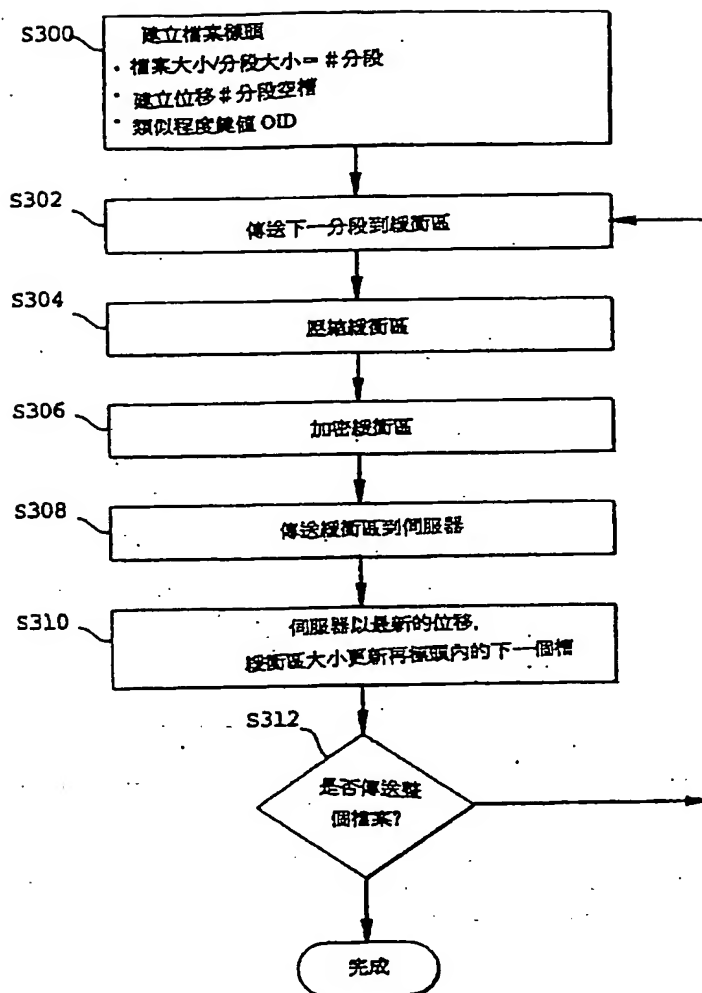 S300
建立檔案標頭
· 檔案大小/分段大小=#分段
· 建立位移#分段空槽
· 類似程度鍵值 OID
S302
傳送下一分段到緩衝區
S304
壓縮緩衝區
S306
加密緩衝區
S308
傳送緩衝區到伺服器
S310
伺服器以最新的位移,
緩衝區大小更新再標頭內的下一個槽
S312
是否傳送整
個檔案?
完成